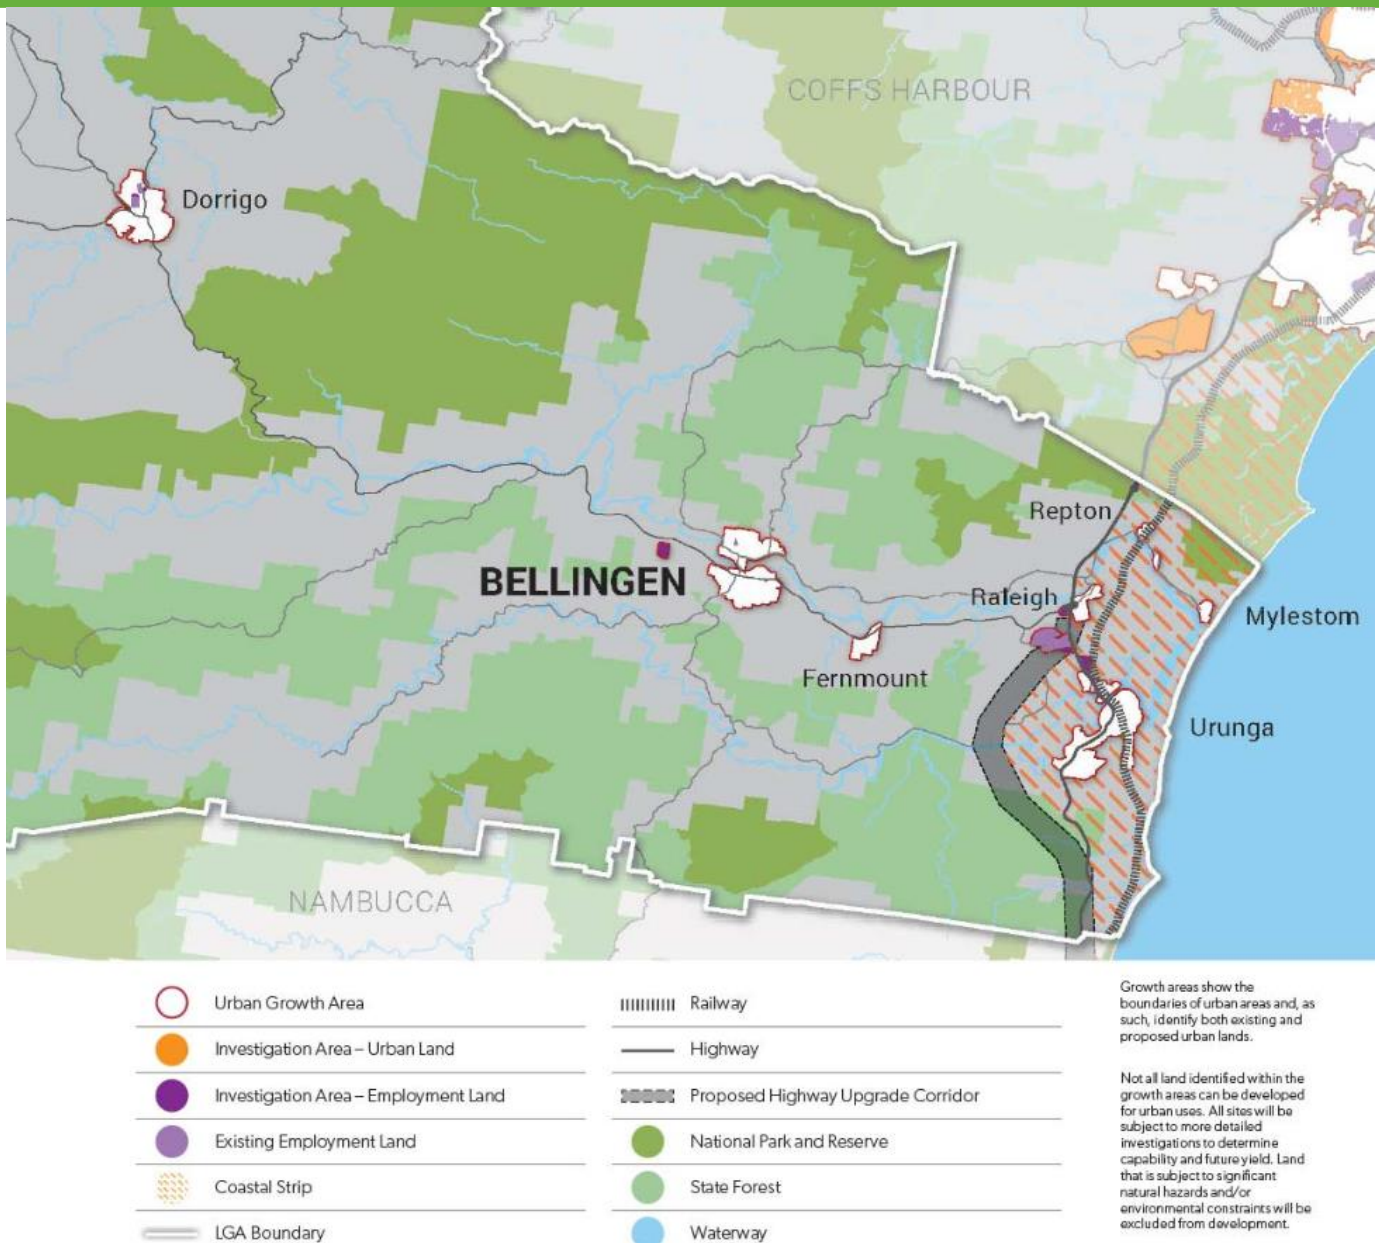 COFFS HARBOUR
Dorrigo
Repton
BELLINGEN
Raleigh
Mylestom
Fernmount
Urunga
NAMBUCCA
Urban Growth Area
Investigation Area – Urban Land
Investigation Area – Employment Land
Existing Employment Land
Coastal Strip
LGA Boundary
Railway
Highway
Proposed Highway Upgrade Corridor
National Park and Reserve
State Forest
Waterway
Growth areas show the
boundaries of urban areas and, as
such, identify both existing and
proposed urban lands.
Not all land identified within the
growth areas can be developed
for urban uses. All sites will be
subject to more detailed
investigations to determine
capability and future yield. Land
that is subject to significant
natural hazards and/or
environmental constraints will be
excluded from development.